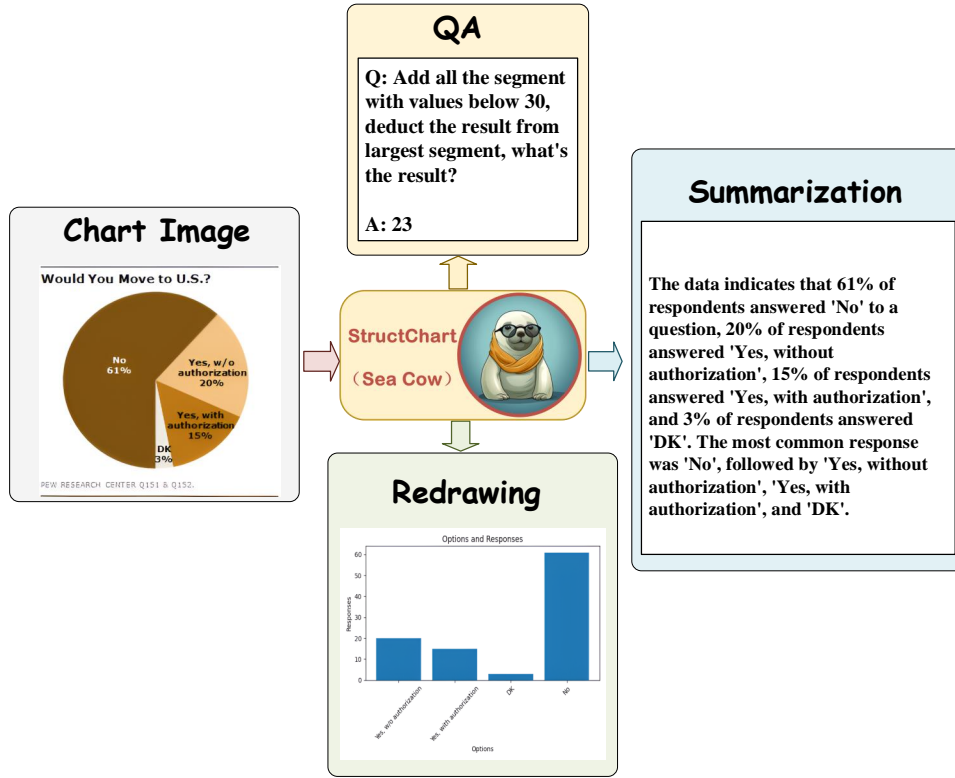 QA
Q: Add all the segment
with values below 30,
deduct the result from
largest segment, what's
the result?
A: 23
Chart Image
Would You Move to U.S.?
No
61%
Yes, w/o
authorization
20%
Yes, with
authorization
15%
DK
3%
PEW RESEARCH CENTER Q151 & Q152.
StructChart
(Sea Cow)
Summarization
The data indicates that 61% of
respondents answered 'No' to a
question, 20% of respondents
answered 'Yes, without
authorization', 15% of respondents
answered 'Yes, with authorization',
and 3% of respondents answered
'DK'. The most common response
was 'No', followed by 'Yes, without
authorization', 'Yes, with
authorization', and 'DK'.
Redrawing
Options and Responses
60
50
40
30
20
10
0
Responses
Yes, w/o authorization
Yes, with authorization
DK
No
Options